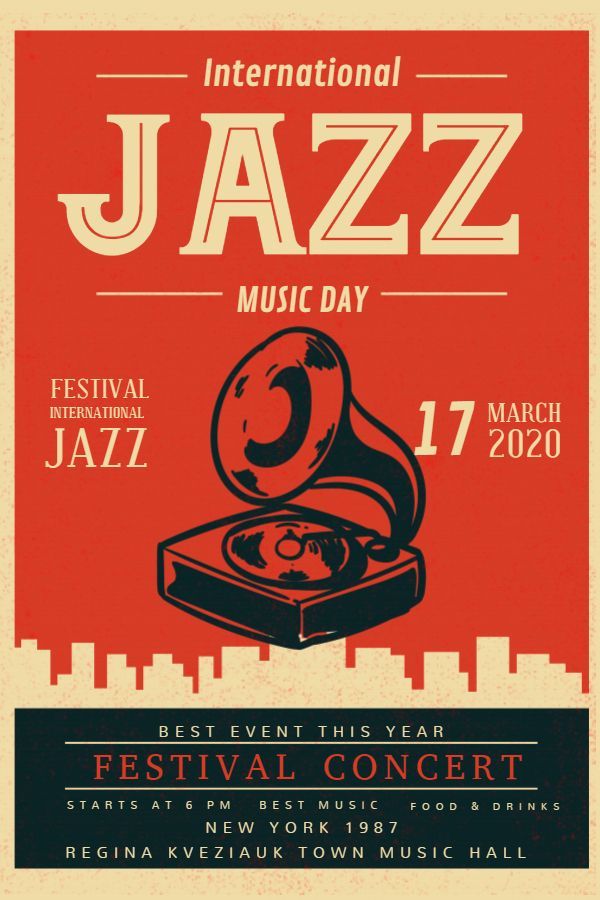 International
JAZZ
MUSIC DAY
FESTIVAL
INTERNATIONAL
JAZZ
17 MARCH
2020
BEST EVENT THIS YEAR
FESTIVAL CONCERT
STARTS AT 6 PM BEST MUSIC FOOD & DRINKS
NEW YORK 1987
REGINA KVEZIAUK TOWN MUSIC HALL